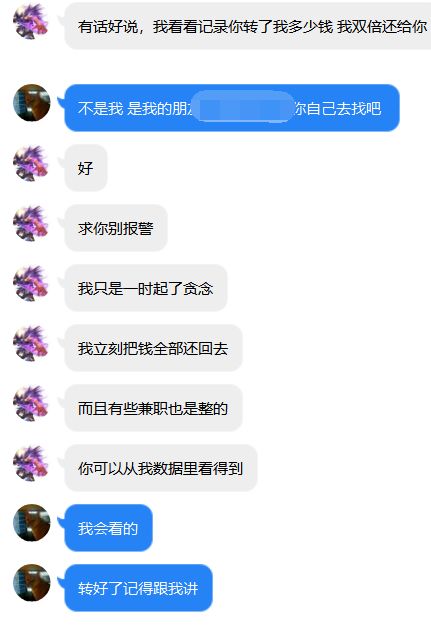 有话好说，我看看记录你转了我多少钱 我双倍还给你
不是我 是我的朋 你自己去找吧
好
求你别报警
我只是一时起了贪念
我立刻把钱全部还回去
而且有些兼职也是整的
你可以从我数据里看得到
我会看的
转好了记得跟我讲